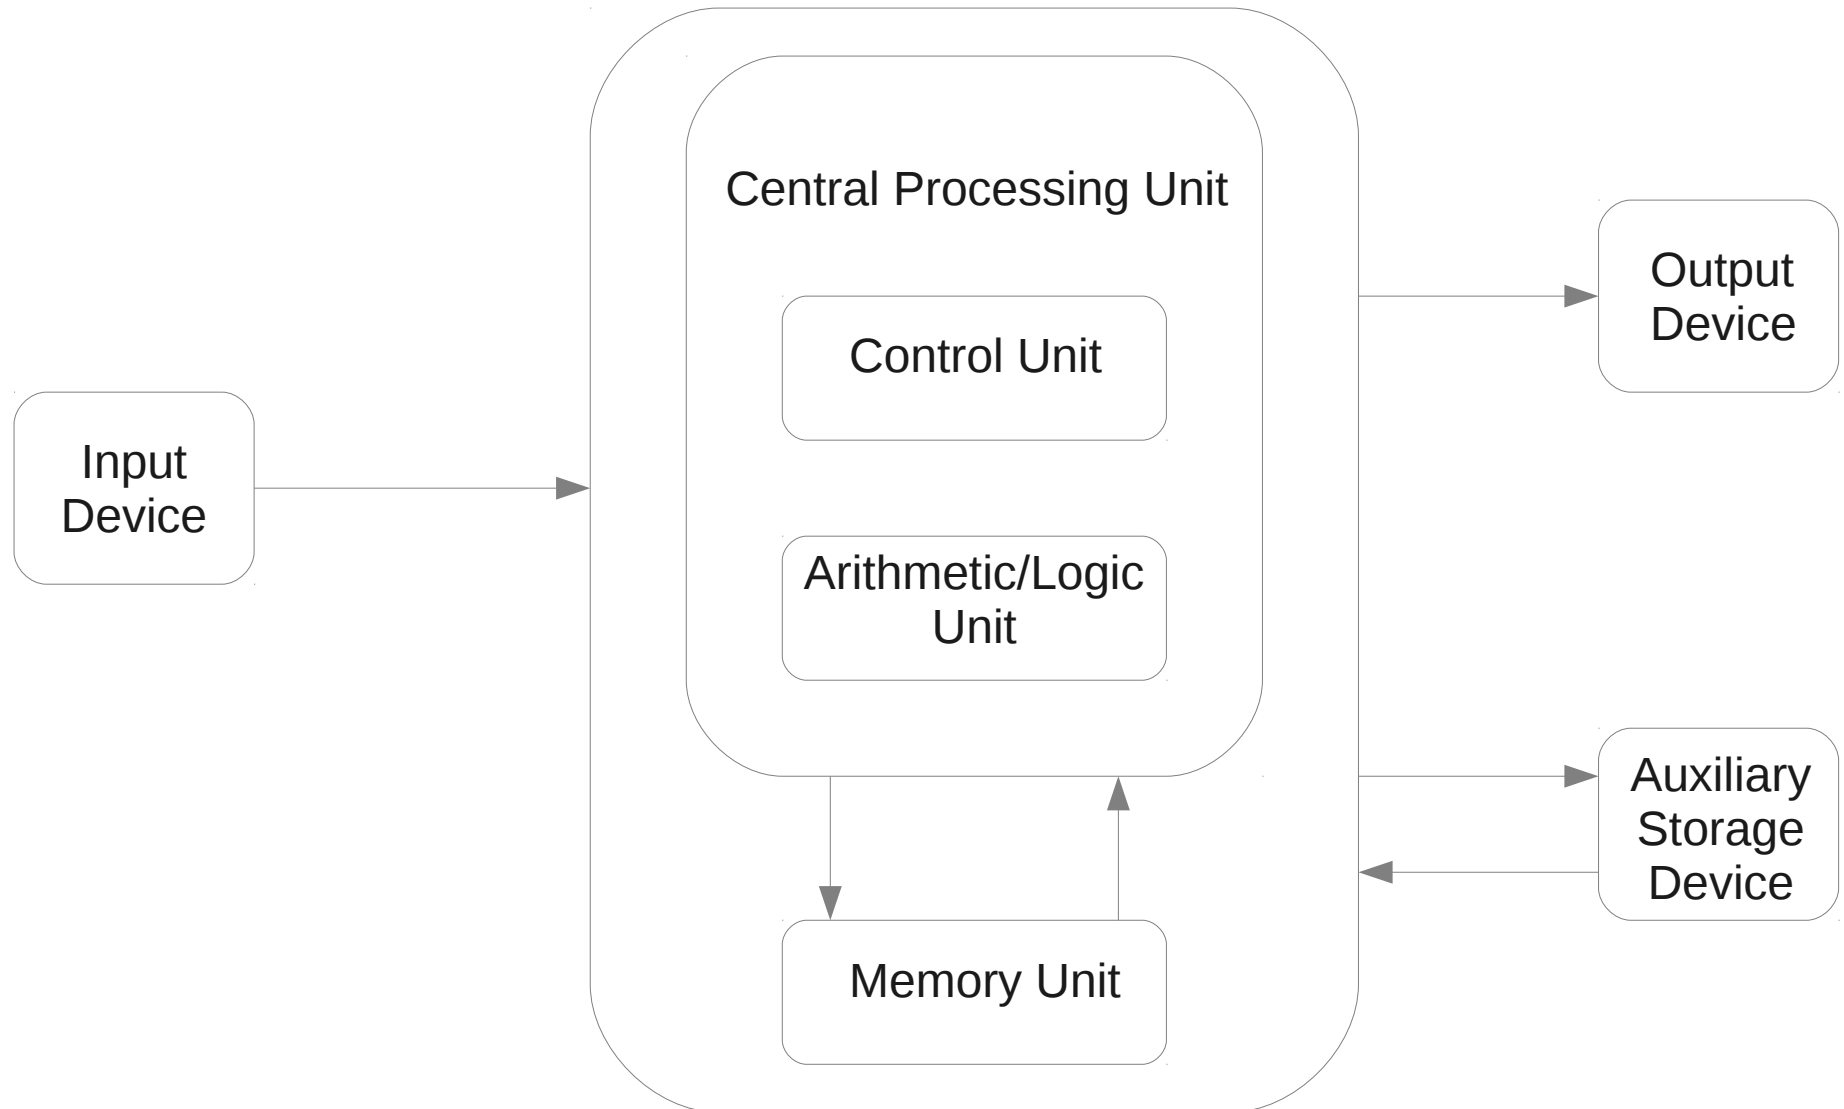 Central Processing Unit
Control Unit
Arithmetic/Logic
Unit
Memory Unit
Input
Device
Output
Device
Auxiliary
Storage
Device